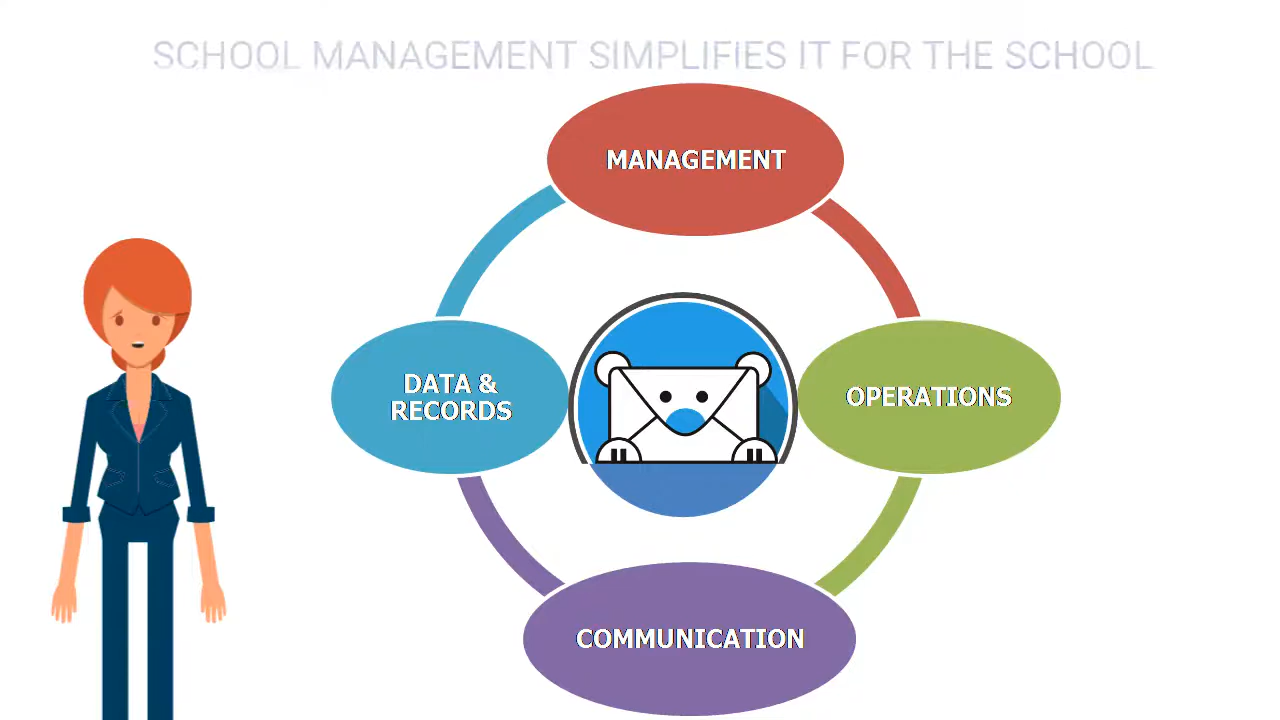 SCHOOL MANAGEMENT SIMPLIFIES IT FOR THE SCHOOL
MANAGEMENT
DATA &
RECORDS
OPERATIONS
COMMUNICATION